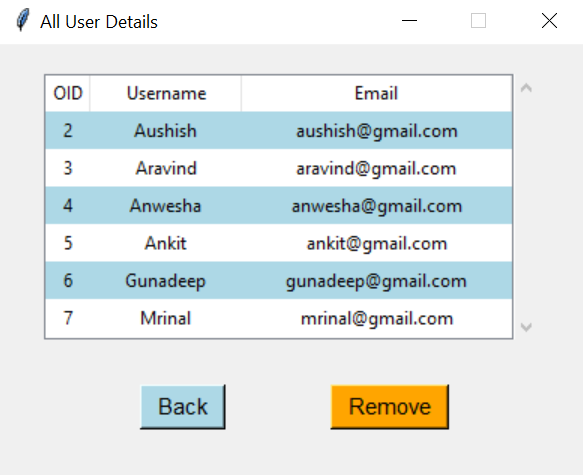 All User Details
OID Username Email
2 Aushish aushish@gmail.com
3 Aravind aravind@gmail.com
4 Anwesha anwesha@gmail.com
5 Ankit ankit@gmail.com
6 Gunadeep gunadeep@gmail.com
7 Mrinal mrinal@gmail.com
Back Remove